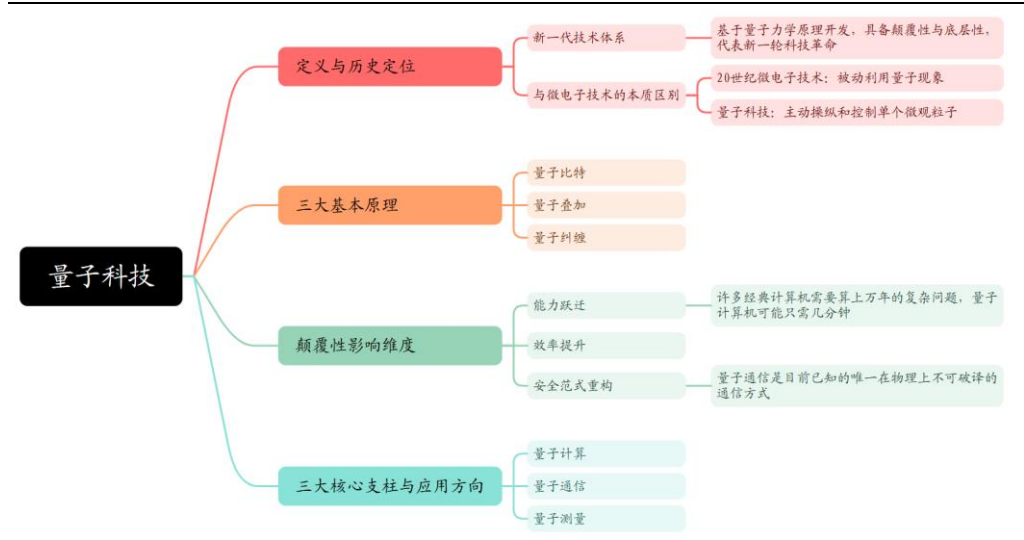 量子科技
定义与历史定位
新一代技术体系
基于量子力学原理开发，具备颠覆性与底层性，
代表新一轮科技革命
与微电子技术的本质区别
20世纪微电子技术：被动利用量子现象
量子科技：主动操纵和控制单个微观粒子
三大基本原理
量子比特
量子叠加
量子纠缠
颠覆性影响维度
能力跃迁
许多经典计算机需要算上万年的复杂问题，量子
计算机可能只需几分钟
效率提升
安全范式重构
量子通信是目前已知的唯一在物理上不可破译的
通信方式
三大核心支柱与应用方向
量子计算
量子通信
量子测量